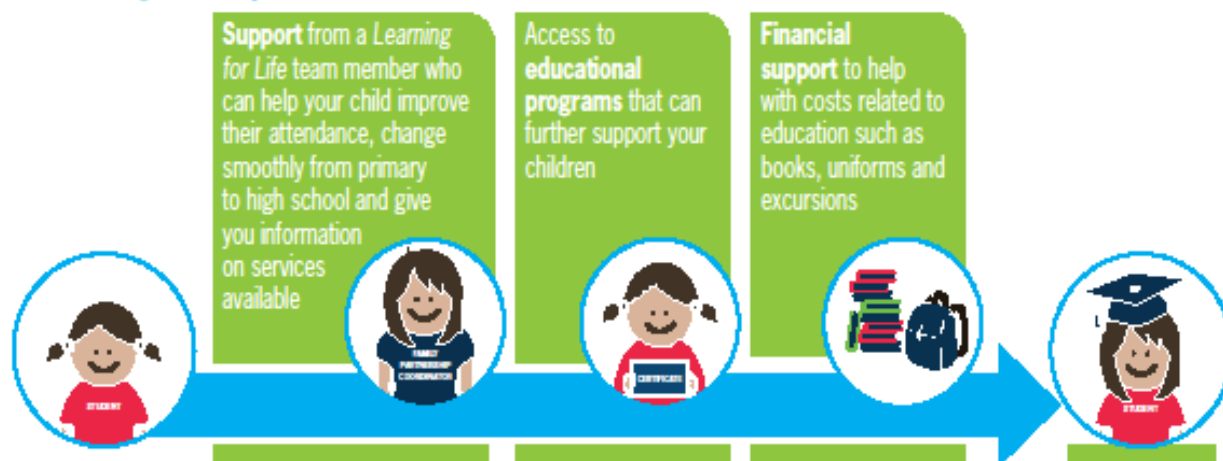 Support from a Learning
for Life team member who
can help your child improve
their attendance, change
smoothly from primary
to high school and give
you information
on services
available
Access to
educational
programs that can
further support your
children
Financial
support to help
with costs related to
education such as
books, uniforms and
excursions
STUDENT
FAMILY
PARTNERSHIP
COORDINATOR
CERTIFICATE
STUDENT